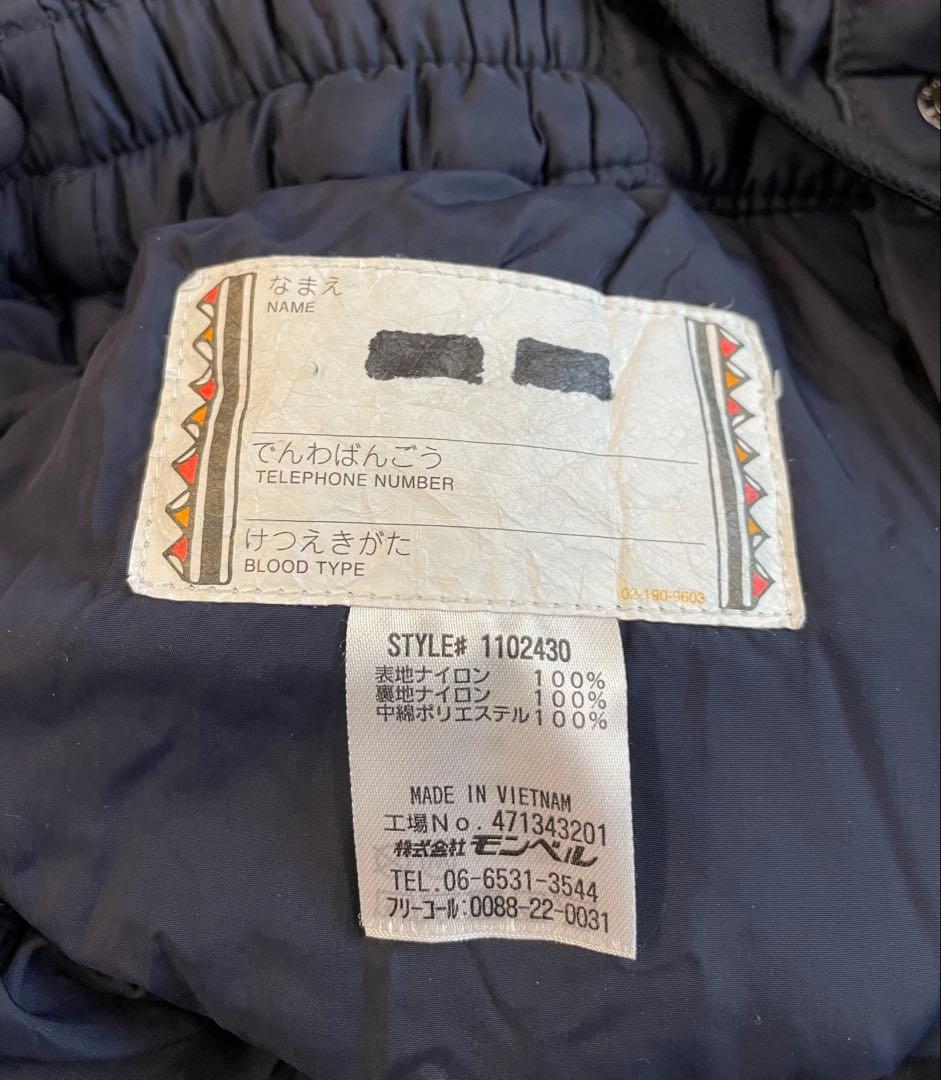 なまえ
NAME
でんわばんごう
TELEPHONE NUMBER
けつえきがた
BLOOD TYPE
02-190-9603
STYLE# 1102430
表地ナイロン 100%
裏地ナイロン 100%
中綿ポリエステル100%
MADE IN VIETNAM
工場No.471343201
株式会社モンベル
TEL.06-6531-3544
フリーコール:0088-22-0031